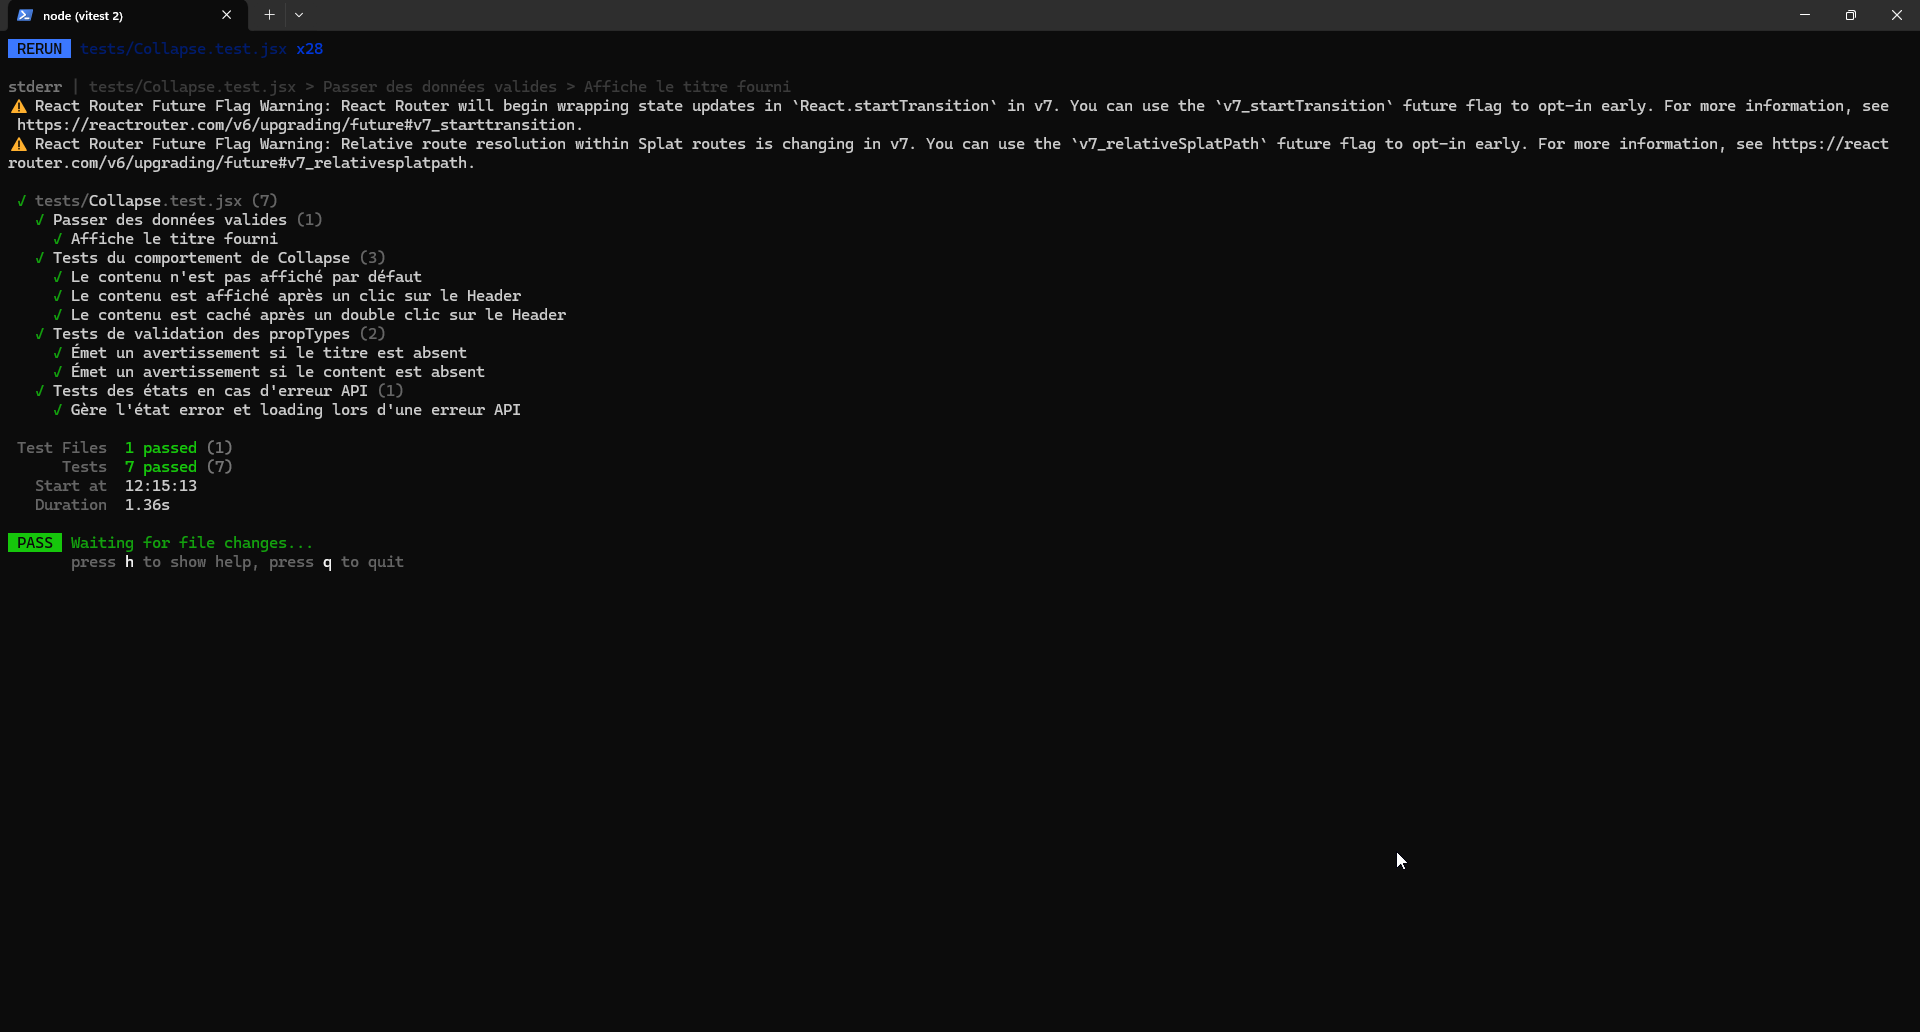 node (vitest 2)
RERUN tests/Collapse.test.jsx x28
stderr | tests/Collapse.test.jsx > Passer des données valides > Affiche le titre fourni
⚠ React Router Future Flag Warning: React Router will begin wrapping state updates in `React.startTransition` in v7. You can use the `v7_startTransition` future flag to opt-in early. For more information, see
https://reactrouter.com/v6/upgrading/future#v7_starttransition.
⚠ React Router Future Flag Warning: Relative route resolution within Splat routes is changing in v7. You can use the `v7_relativeSplatPath` future flag to opt-in early. For more information, see https://react
router.com/v6/upgrading/future#v7_relativesplatpath.
✓ tests/Collapse.test.jsx (7)
✓ Passer des données valides (1)
✓ Affiche le titre fourni
✓ Tests du comportement de Collapse (3)
✓ Le contenu n'est pas affiché par défaut
✓ Le contenu est affiché après un clic sur le Header
✓ Le contenu est caché après un double clic sur le Header
✓ Tests de validation des propTypes (2)
✓ Émet un avertissement si le titre est absent
✓ Émet un avertissement si le content est absent
✓ Tests des états en cas d'erreur API (1)
✓ Gère l'état error et loading lors d'une erreur API
Test Files 1 passed (1)
Tests 7 passed (7)
Start at 12:15:13
Duration 1.36s
PASS Waiting for file changes...
press h to show help, press q to quit